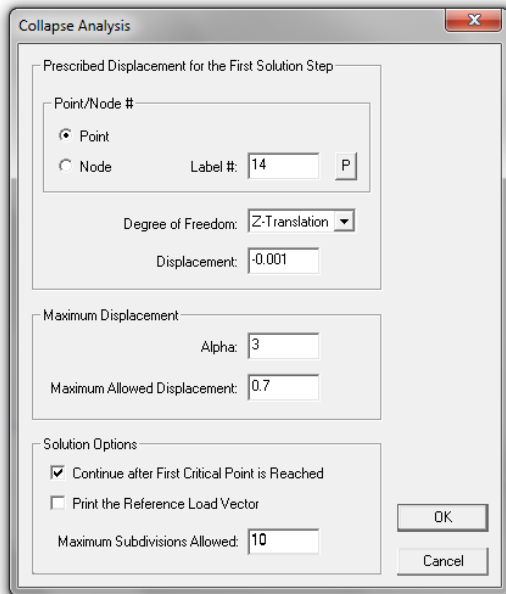 Collapse Analysis
Prescribed Displacement for the First Solution Step
Point/Node #
Point
Node Label #: 14 P
Degree of Freedom: Z-Translation
Displacement: -0.001
Maximum Displacement
Alpha: 3
Maximum Allowed Displacement: 0.7
Solution Options
Continue after First Critical Point is Reached
Print the Reference Load Vector
Maximum Subdivisions Allowed: 10
OK
Cancel